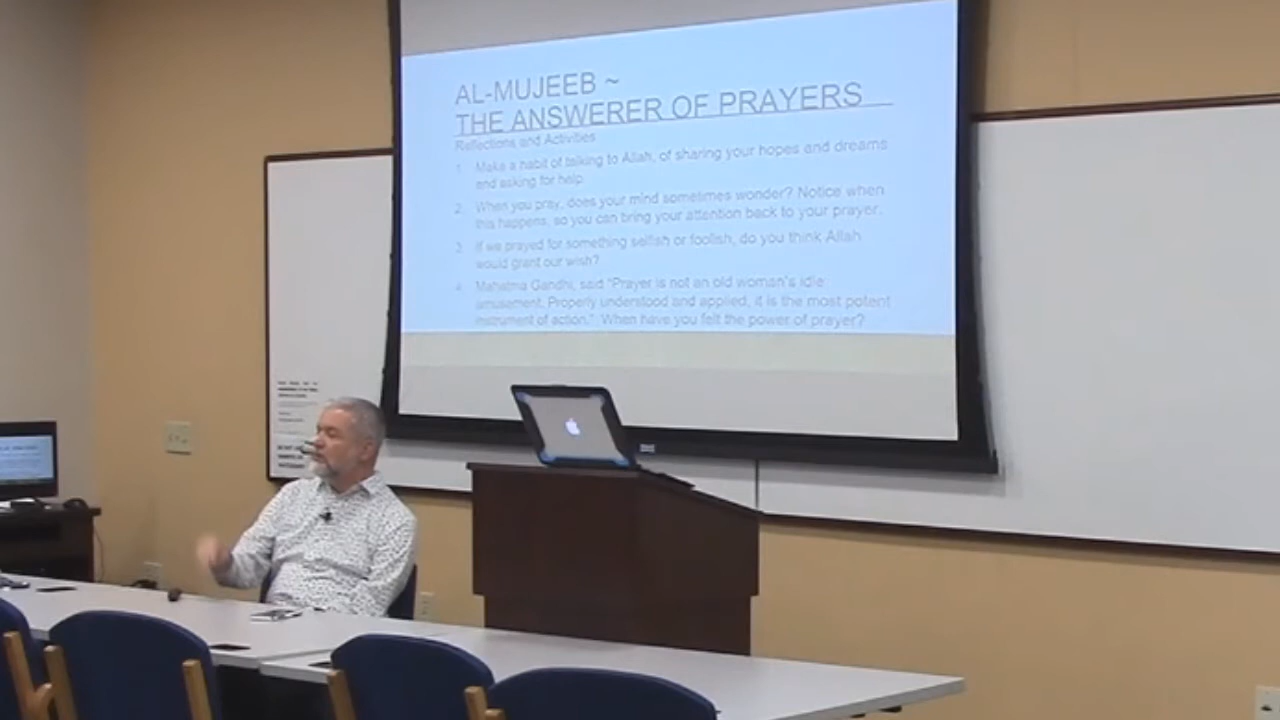 AL-MUJEEB ~
THE ANSWERER OF PRAYERS
Reflections and Activities
1. Make a habit of talking to Allah, of sharing your hopes and dreams
and asking for help.
2. When you pray, does your mind sometimes wonder? Notice when
this happens, so you can bring your attention back to your prayer.
3. If we prayed for something selfish or foolish, do you think Allah
would grant our wish?
4. Mahatma Gandhi, said "Prayer is not an old woman's idle
amusement. Properly understood and applied, it is the most potent
instrument of action." When have you felt the power of prayer?